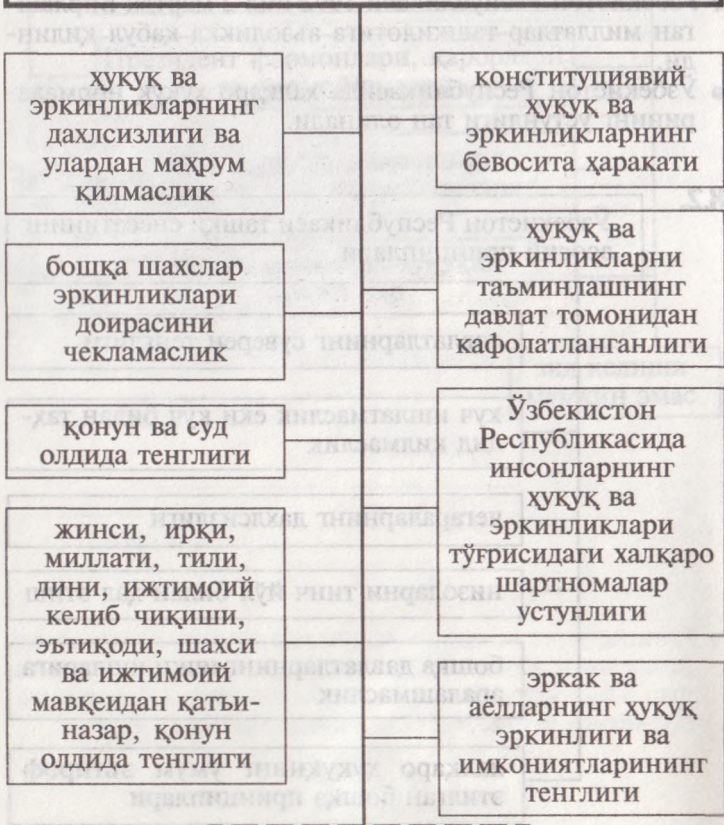 ҳуқуқ ва
эркинликларнинг
дахлсизлиги ва
улардан маҳрум
қилмаслик
бошқа шахслар
эркинликлари
доирасини
чекламаслик
қонун ва суд
олдида тенглиги
жинси, ирқи,
миллати, тили,
дини, ижтимоий
келиб чиқиши,
эътиқоди, шахси
ва ижтимоий
мавқеидан қатъи-
назар, қонун
олдида тенглиги
конституциявий
ҳуқуқ ва
эркинликларнинг
бевосита ҳаракати
ҳуқуқ ва
эркинликларни
таъминлашнинг
давлат томонидан
кафолатланганлиги
Ўзбекистон
Республикасида
инсонларнинг
ҳуқуқ ва
эркинликлари
тўғрисидаги халқаро
шартномалар
устунлиги
эркак ва
аёлларнинг ҳуқуқ
эркинлиги ва
имкониятларининг
тенглиги